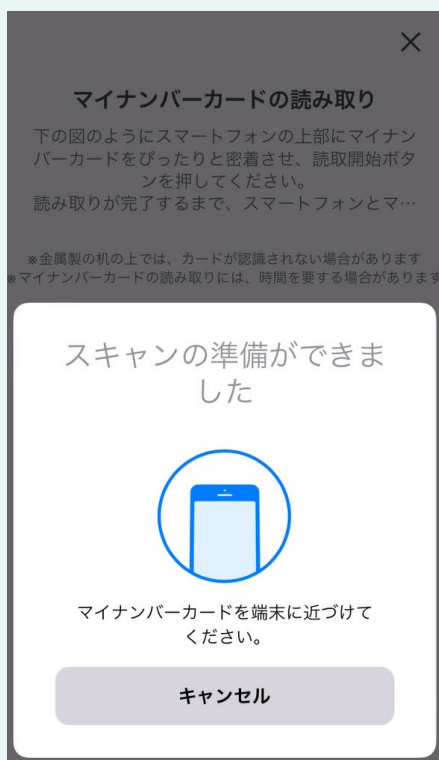 マイナンバーカードの読み取り
下の図のようにスマートフォンの上部にマイナン
バーカードをぴったりと密着させ、読取開始ボタ
ンを押してください。
読み取りが完了するまで、スマートフォンとマ…
※金属製の机の上では、カードが認識されない場合があります
※マイナンバーカードの読み取りには、時間を要する場合があります
スキャンの準備ができま
した
マイナンバーカードを端末に近づけて
ください。
キャンセル